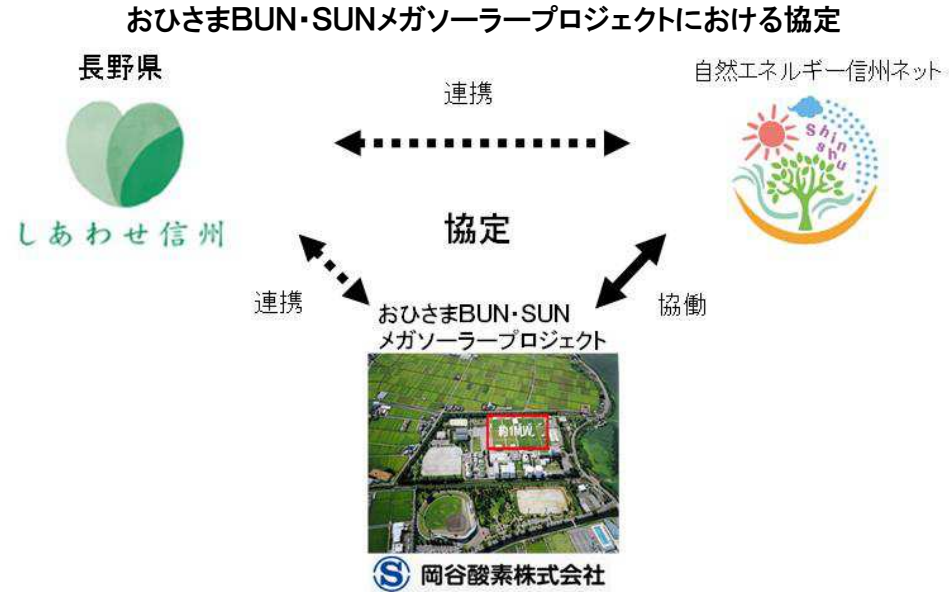 おひさまBUN・SUNメガソーラープロジェクトにおける協定
長野県
自然エネルギー信州ネット
連携
Shin
shu
しあわせ信州
協定
連携
協働
おひさまBUN・SUN
メガソーラープロジェクト
約1MW
S
岡谷酸素株式会社